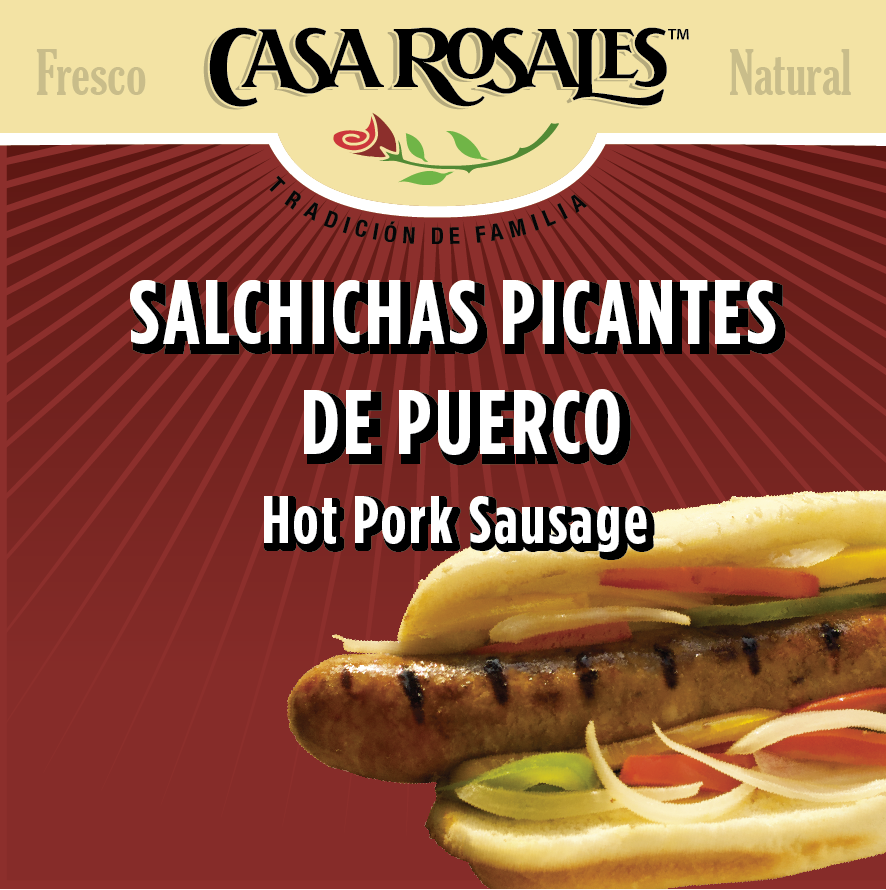 Fresco
CASA ROSALES™
Natural
TRADICIÓN DE FAMILIA
SALCHICHAS PICANTES
DE PUERCO
Hot Pork Sausage